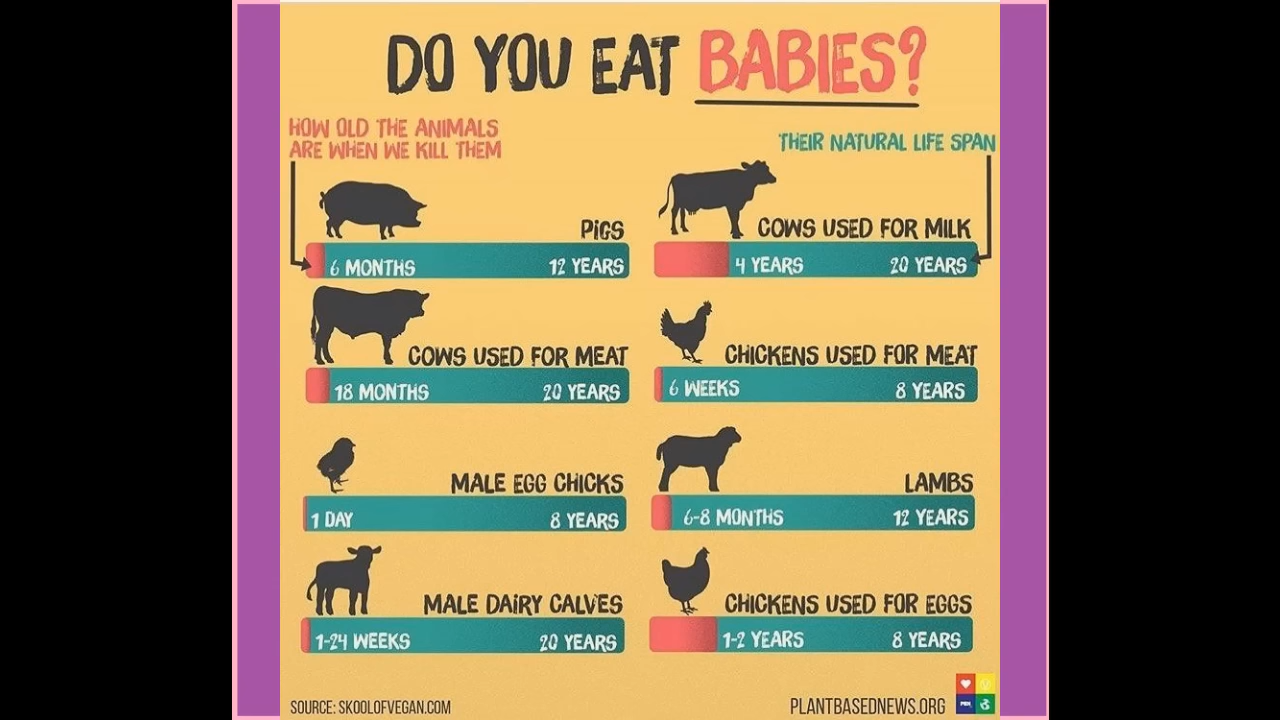 DO YOU EAT BABIES?
HOW OLD THE ANIMALS
ARE WHEN WE KILL THEM
THEIR NATURAL LIFE SPAN
PIGS
6 MONTHS 12 YEARS
COWS USED FOR MILK
4 YEARS 20 YEARS
COWS USED FOR MEAT
18 MONTHS 20 YEARS
CHICKENS USED FOR MEAT
6 WEEKS 8 YEARS
MALE EGG CHICKS
1 DAY 8 YEARS
LAMBS
6-8 MONTHS 12 YEARS
MALE DAIRY CALVES
1-24 WEEKS 20 YEARS
CHICKENS USED FOR EGGS
1-2 YEARS 8 YEARS
SOURCE: SKOOLOFVEGAN.COM
PLANTBASEDNEWS.ORG